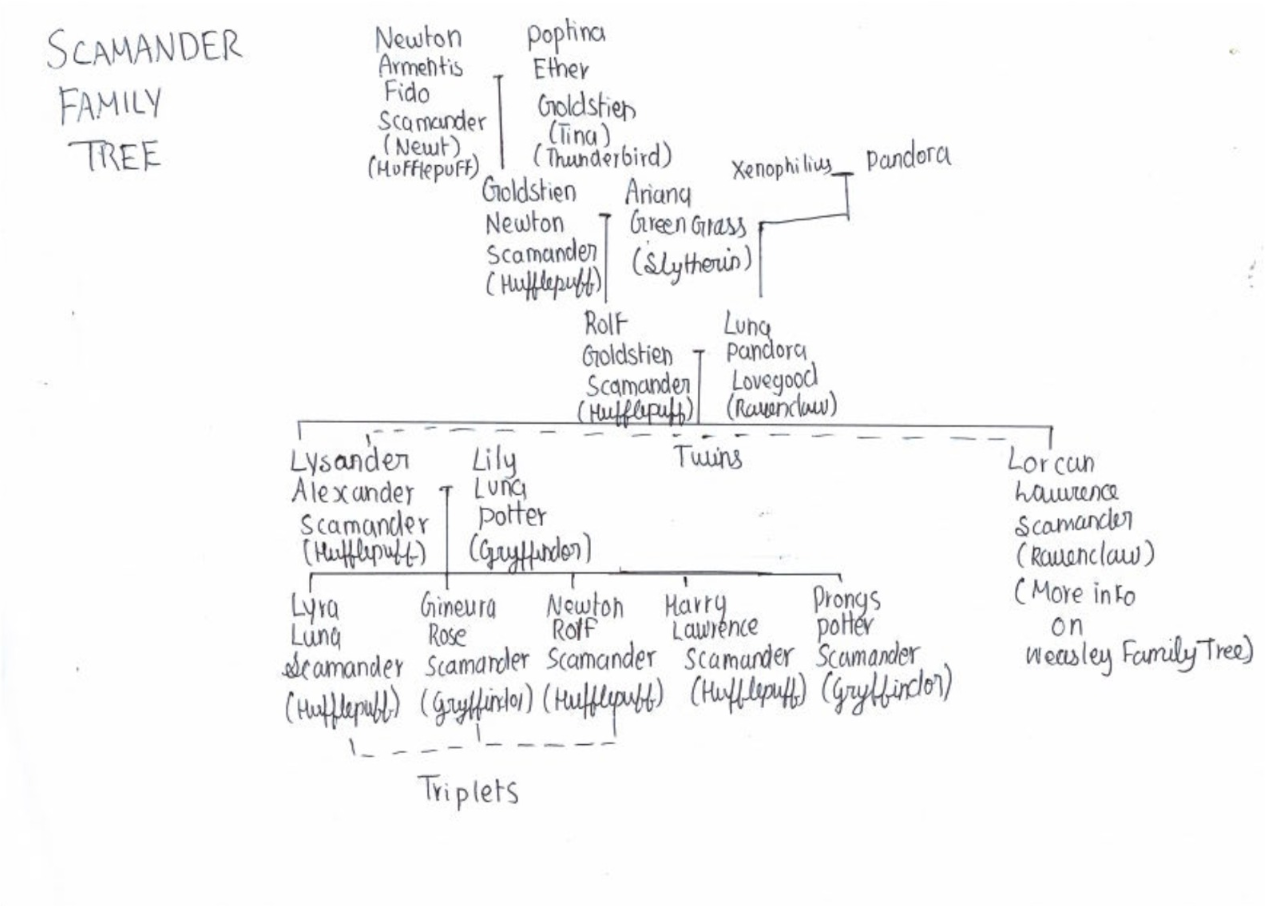 SCAMANDER
FAMILY
TREE
Newton
Armentis
Fido
Scamander
(Newt)
(Hufflepuff)
Poptina
Ether
Goldstien
(Tina)
(Thunderbird)
Xenophilius
Pandora
Goldstien
Newton
Scamander
(Hufflepuff)
Ariana
Green Grass
(Slytherin)
Rolf
Goldstien
Scamander
(Hufflepuff)
Luna
Pandora
Lovegood
(Ravenclaw)
Lysander
Alexander
Scamander
(Hufflepuff)
Lily
Luna
Potter
(Gryffindor)
Twins
Lorcan
Lawrence
Scamander
(Ravenclaw)
(More info
on
Weasley Family Tree)
Lyra
Luna
Scamander
(Hufflepuff)
Gineura
Rose
Scamander
(Gryffindor)
Newton
Rolf
Scamander
(Hufflepuff)
Harry
Lawrence
Scamander
(Hufflepuff)
Prongs
Potter
Scamander
(Gryffindor)
Triplets